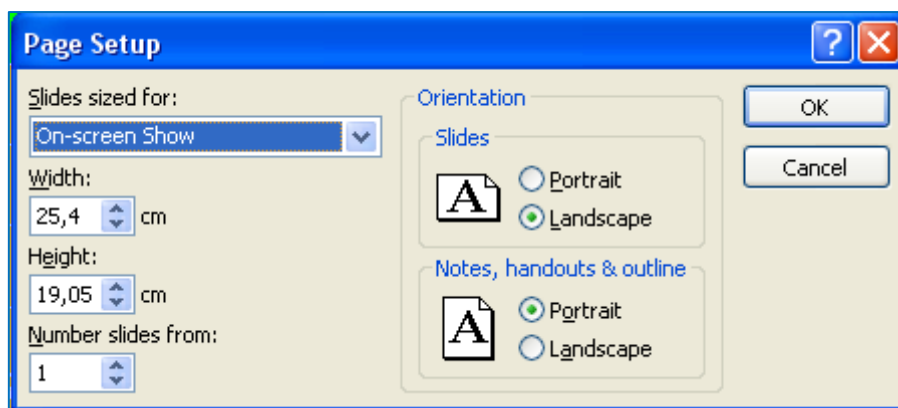 Page Setup
Slides sized for:
On-screen Show
Width:
25,4 cm
Height:
19,05 cm
Number slides from:
1
Orientation
Slides
A
Portrait
Landscape
Notes, handouts & outline
A
Portrait
Landscape
OK
Cancel